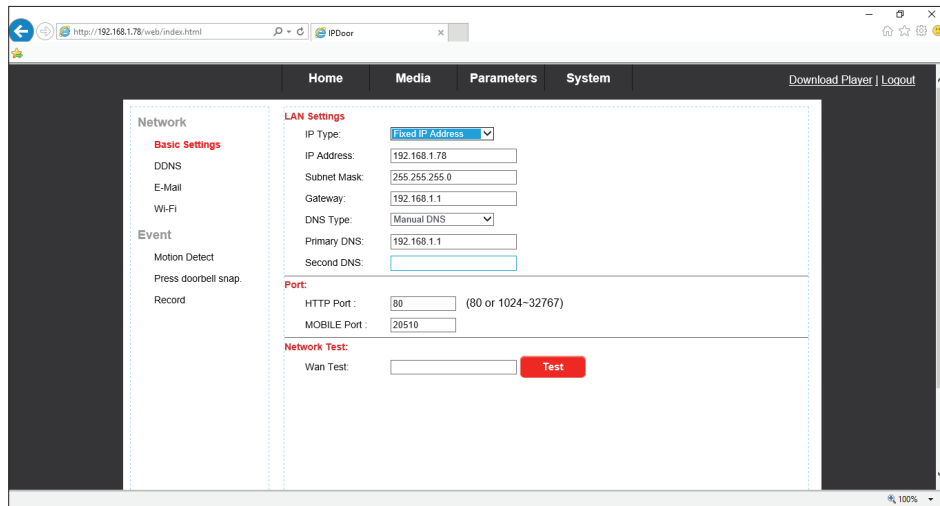 http://192.168.1.78/web/index.html
IPDoor
Home Media Parameters System
Download Player | Logout
Network
Basic Settings
DDNS
E-Mail
Wi-Fi
Event
Motion Detect
Press doorbell snap.
Record
LAN Settings
IP Type: Fixed IP Address
IP Address: 192.168.1.78
Subnet Mask: 255.255.255.0
Gateway: 192.168.1.1
DNS Type: Manual DNS
Primary DNS: 192.168.1.1
Second DNS:
Port:
HTTP Port : 80 (80 or 1024~32767)
MOBILE Port : 20510
Network Test:
Wan Test: Test
100%